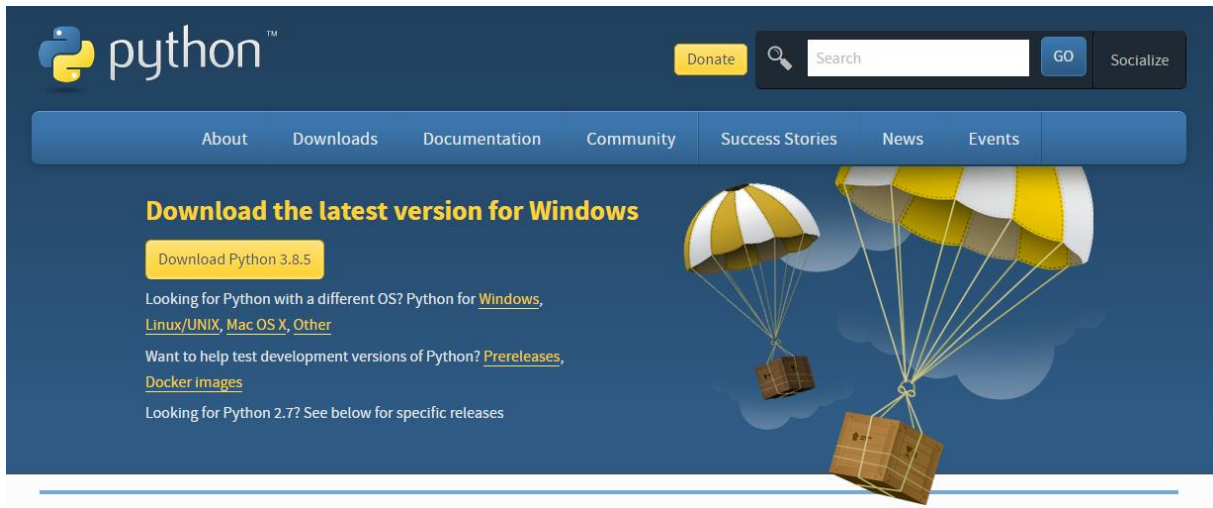 python™
Donate
Search
GO
Socialize
About
Downloads
Documentation
Community
Success Stories
News
Events
Download the latest version for Windows
Download Python 3.8.5
Looking for Python with a different OS? Python for Windows,
Linux/UNIX, Mac OS X, Other
Want to help test development versions of Python? Prereleases,
Docker images
Looking for Python 2.7? See below for specific releases